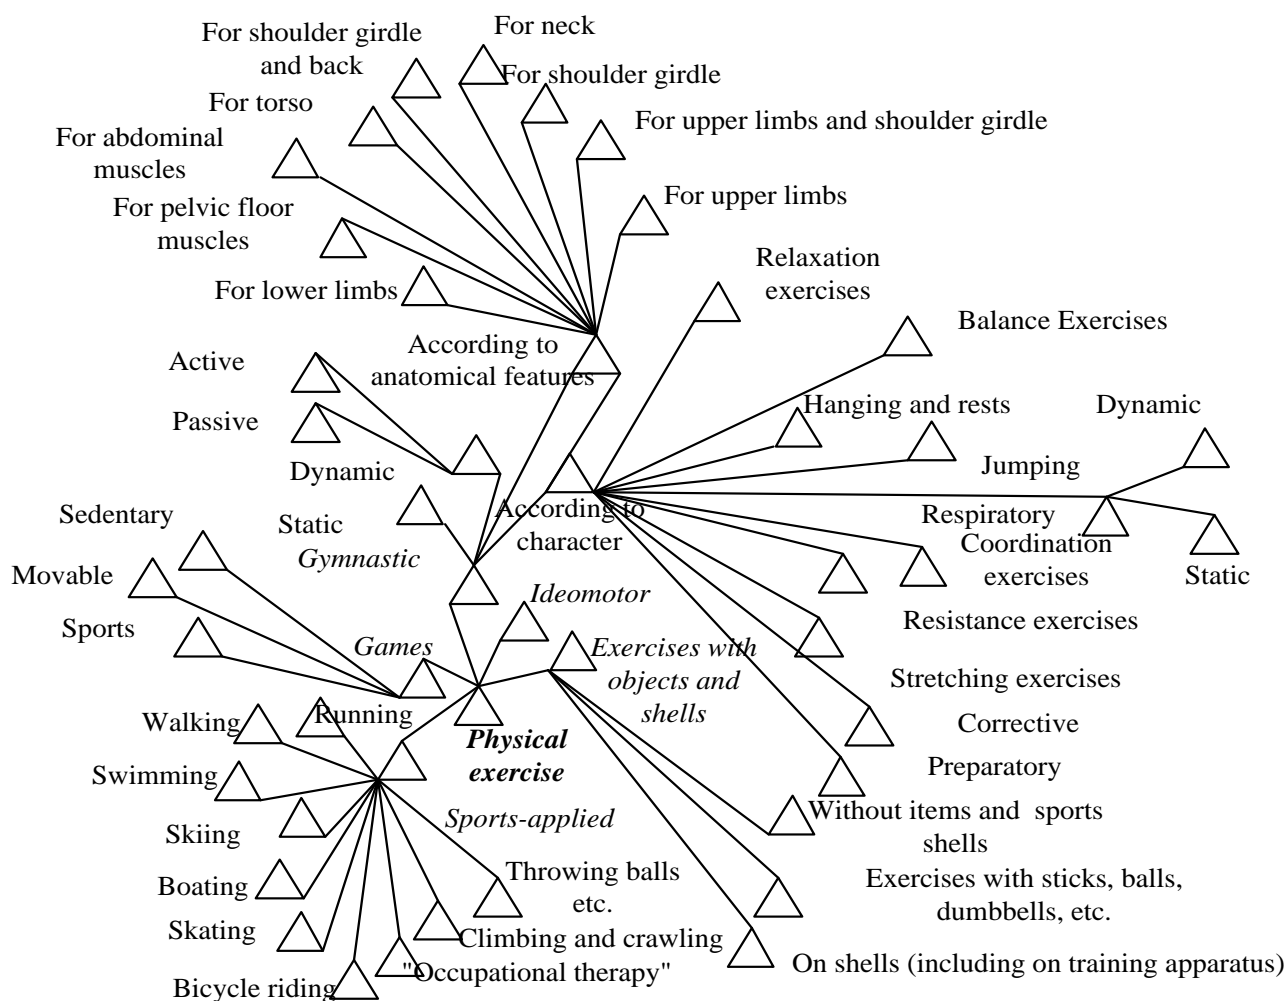 For neck
For shoulder girdle
and back
For shoulder girdle
For torso
For upper limbs and shoulder girdle
For abdominal
muscles
For upper limbs
For pelvic floor
muscles
Relaxation
exercises
For lower limbs
Balance Exercises
According to
anatomical features
Active
Hanging and rests
Dynamic
Passive
Dynamic
Jumping
Sedentary
Static
According to
character
Respiratory
Coordination
exercises
Gymnastic
Static
Movable
Ideomotor
Sports
Resistance exercises
Games
Exercises with
objects and
shells
Stretching exercises
Walking
Running
Corrective
Physical
exercise
Preparatory
Swimming
Without items and sports
shells
Sports-applied
Skiing
Throwing balls
etc.
Exercises with sticks, balls,
dumbbells, etc.
Boating
Skating
Climbing and crawling
"Occupational therapy"
On shells (including on training apparatus)
Bicycle riding